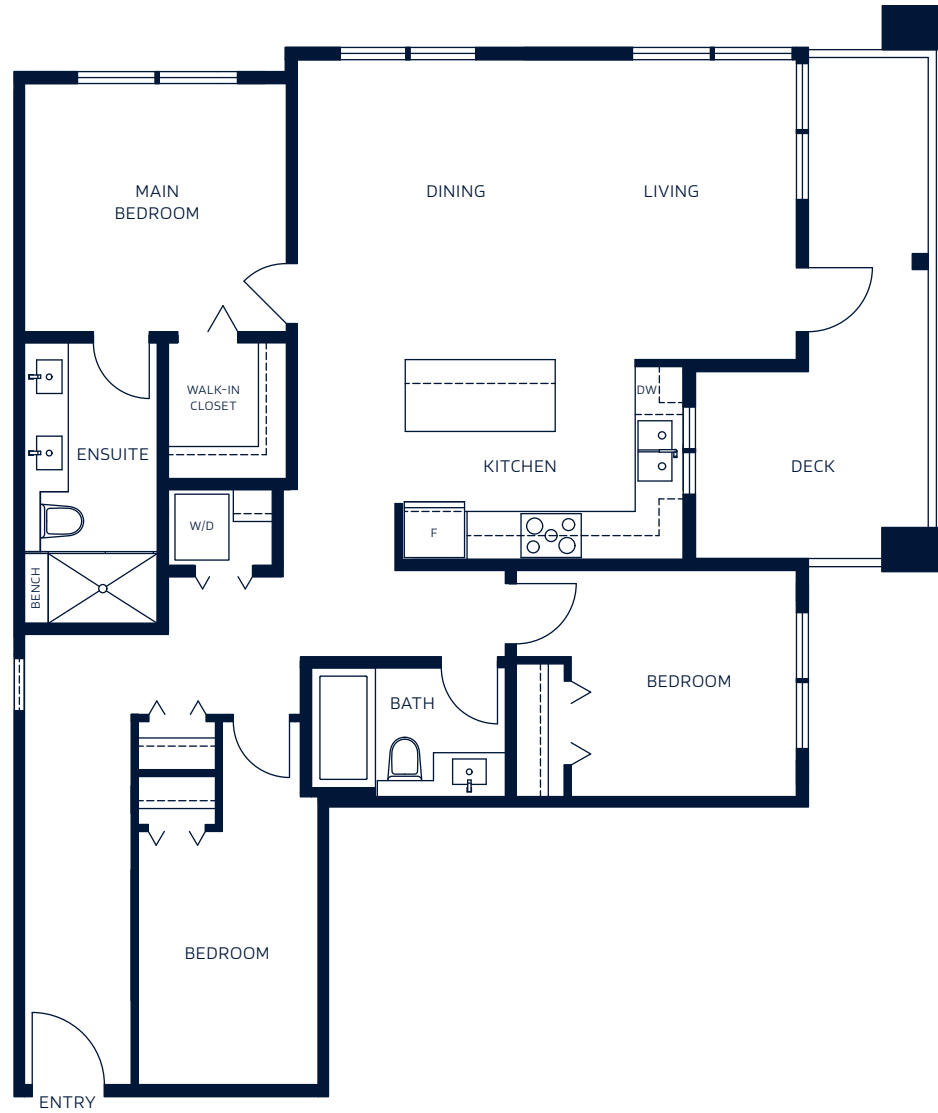 MAIN
BEDROOM
DINING
LIVING
WALK-IN
CLOSET
DW
ENSUITE
KITCHEN
DECK
W/D
F
BENCH
BATH
BEDROOM
BEDROOM
ENTRY